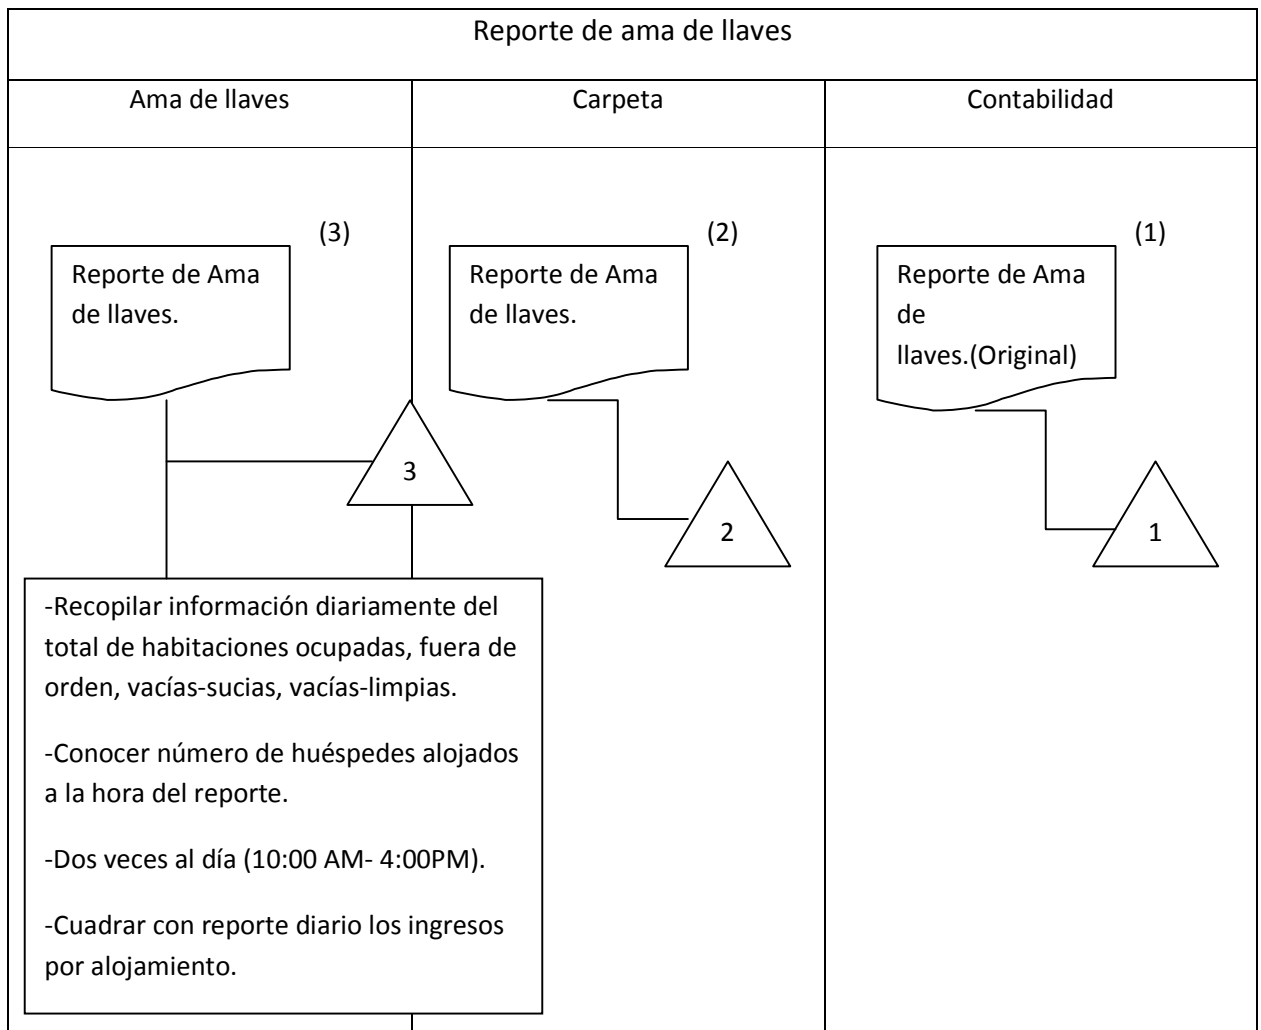 Reporte de ama de llaves
Ama de llaves
Carpeta
Contabilidad
(3)
Reporte de Ama
de llaves.
3
(2)
Reporte de Ama
de llaves.
2
(1)
Reporte de Ama
de
llaves.(Original)
1
-Recopilar información diariamente del
total de habitaciones ocupadas, fuera de
orden, vacías-sucias, vacías-limpias.
-Conocer número de huéspedes alojados
a la hora del reporte.
-Dos veces al día (10:00 AM- 4:00PM).
-Cuadrar con reporte diario los ingresos
por alojamiento.